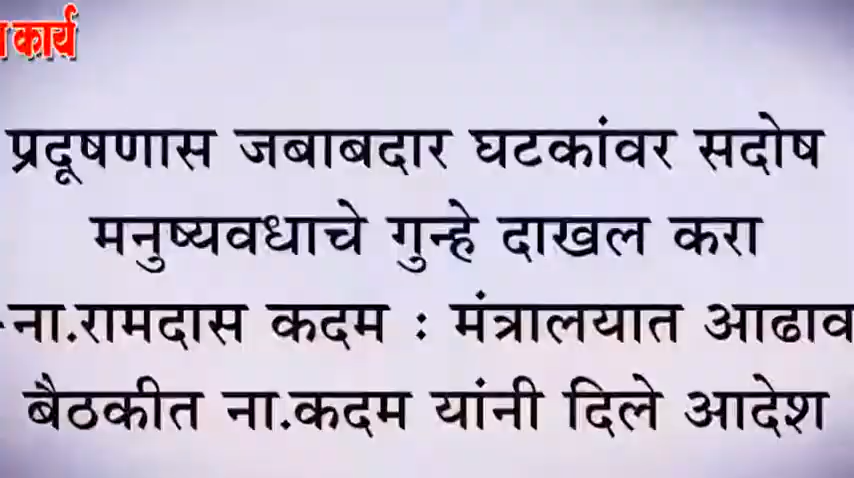 कार्य
प्रदूषणास जबाबदार घटकांवर सदोष
मनुष्यवधाचे गुन्हे दाखल करा
-ना.रामदास कदम : मंत्रालयात आढाव
बैठकीत ना.कदम यांनी दिले आदेश